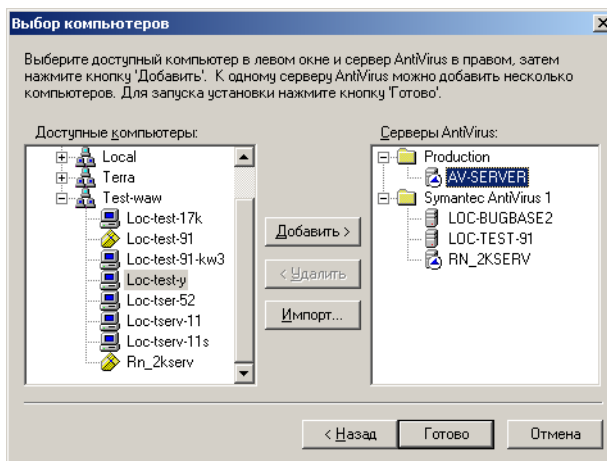 Выбор компьютеров
Выберите доступный компьютер в левом окне и сервер AntiVirus в правом, затем
нажмите кнопку 'Добавить'. К одному серверу AntiVirus можно добавить несколько
компьютеров. Для запуска установки нажмите кнопку 'Готово'.
Доступные компьютеры:
Local
Terra
Test-waw
Loc-test-17k
Loc-test-91
Loc-test-91-kw3
Loc-test-y
Loc-tser-52
Loc-tserv-11
Loc-tserv-11s
Rn_2kserv
Добавить >
< Удалить
Импорт...
Серверы AntiVirus:
Production
AV-SERVER
Symantec AntiVirus 1
LOC-BUGBASE2
LOC-TEST-91
RN_2KSERV
< Назад
Готово
Отмена